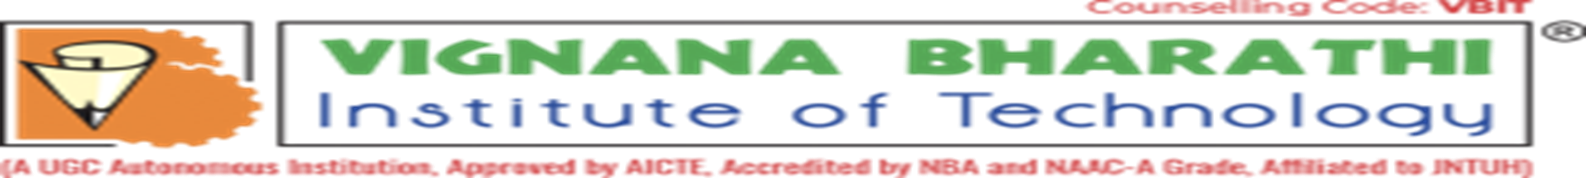 Counselling Code: VBIT
VIGNANA BHARATHI
®
Institute of Technology
(A UGC Autonomous Institution, Approved by AICTE, Accredited by NBA and NAAC-A Grade, Affiliated to JNTUH)